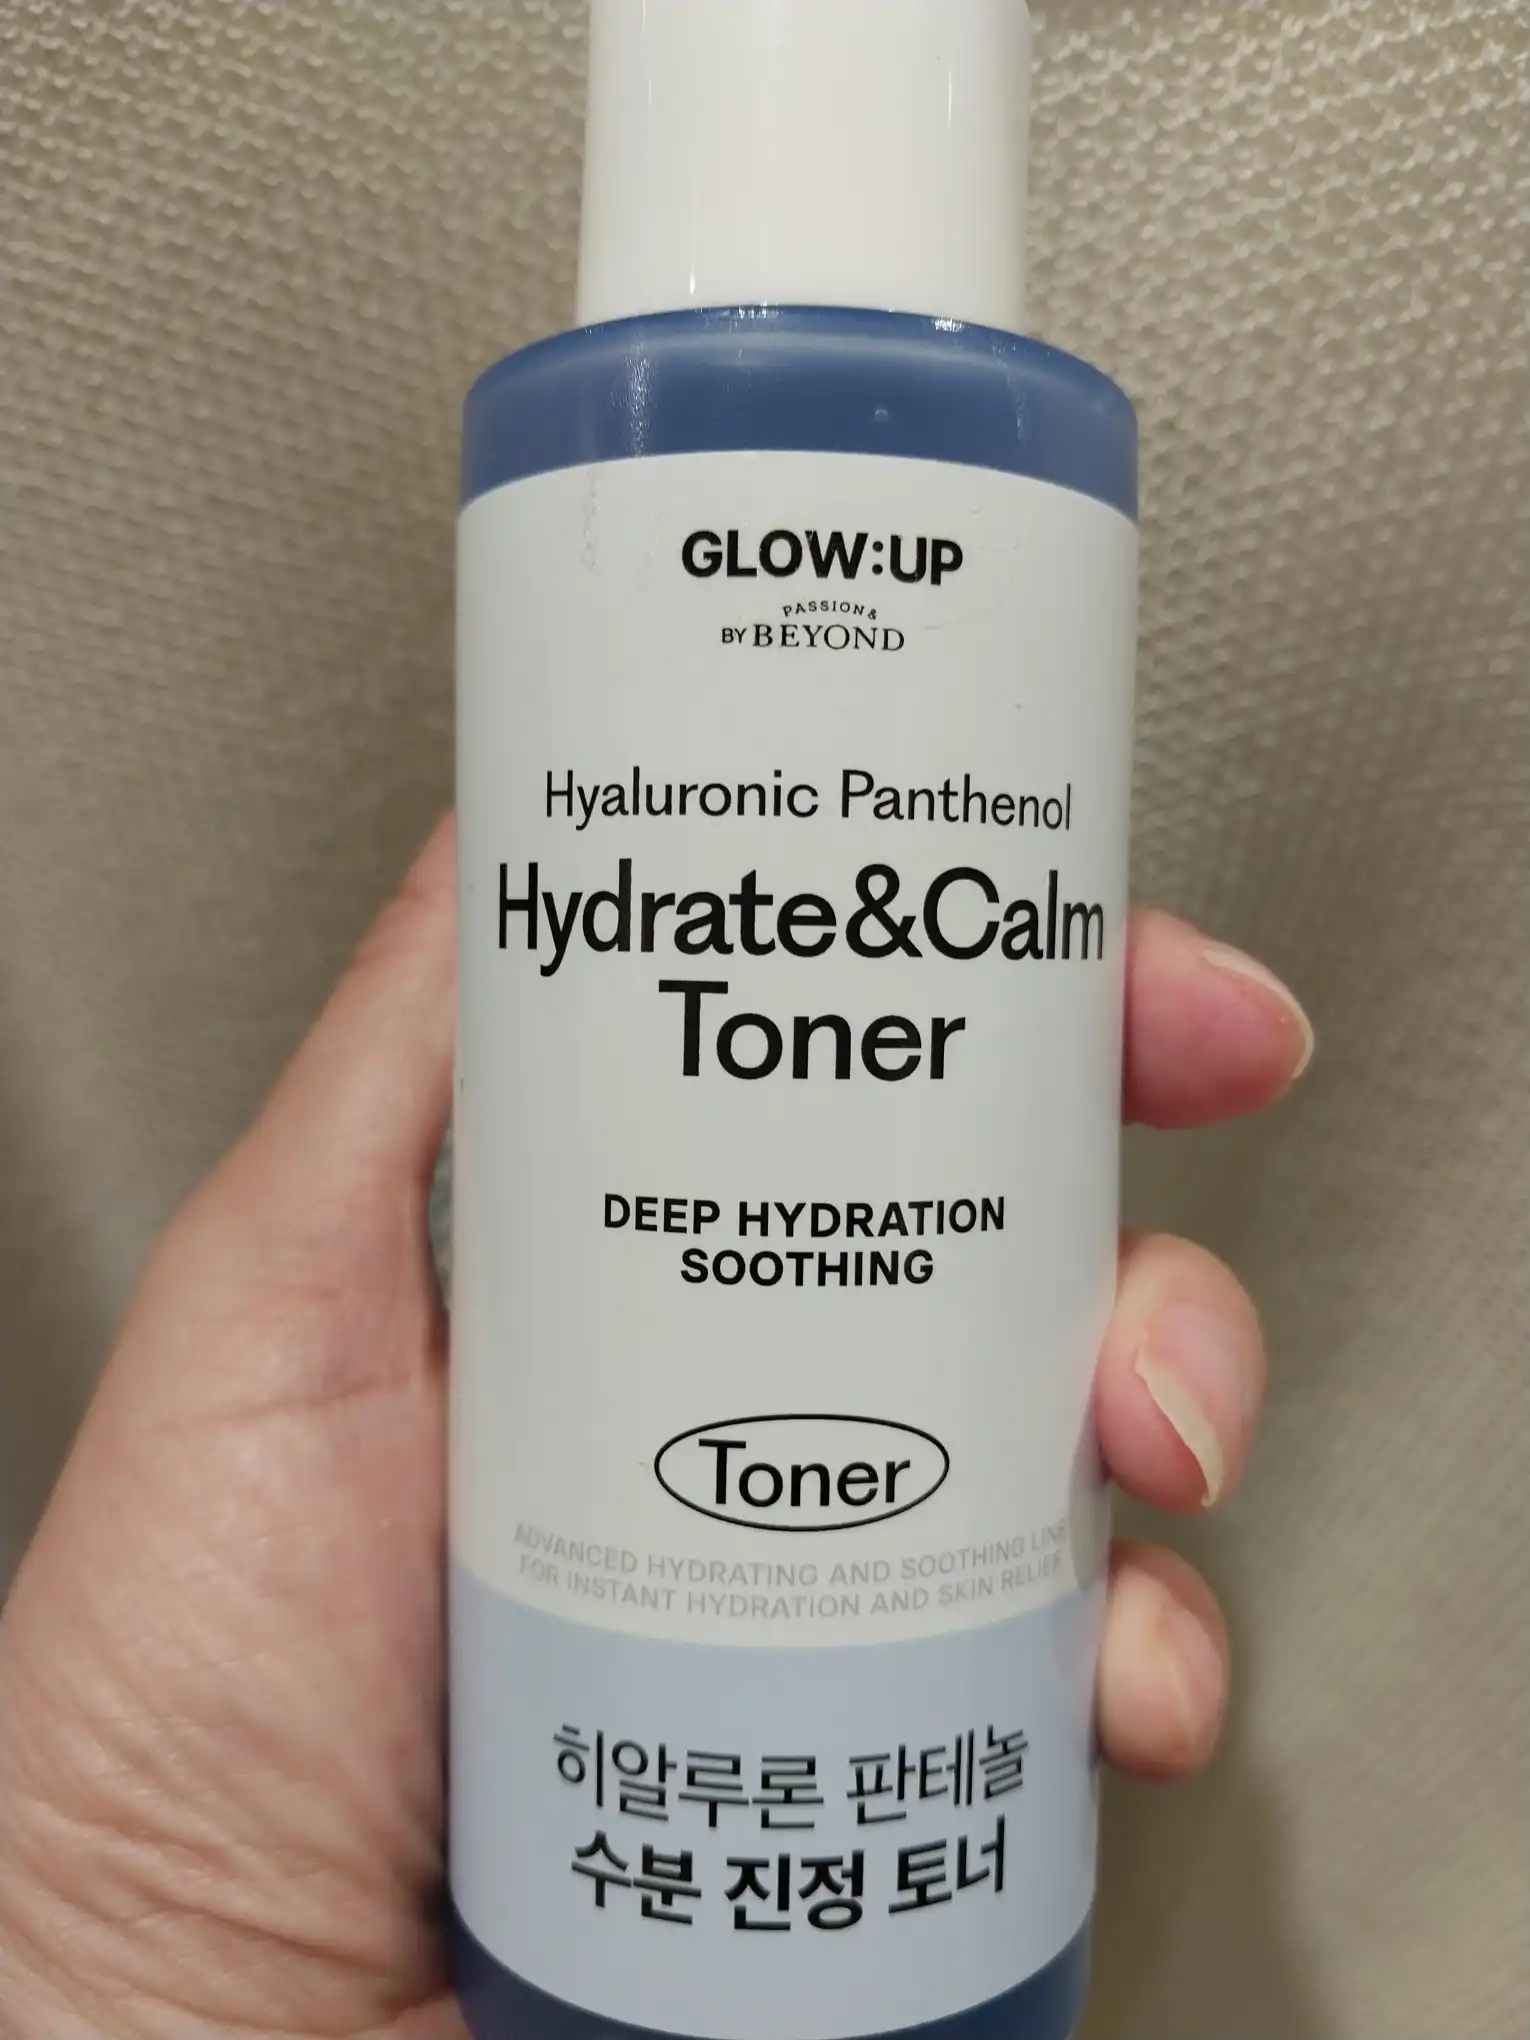 GLOW:UP
PASSION&
BY BEYOND
Hyaluronic Panthenol
Hydrate&Calm
Toner
DEEP HYDRATION
SOOTHING
Toner
ADVANCED HYDRATING AND SOOTHING LINE
FOR INSTANT HYDRATION AND SKIN RELIEF
히알루론 판테놀
수분 진정 토너